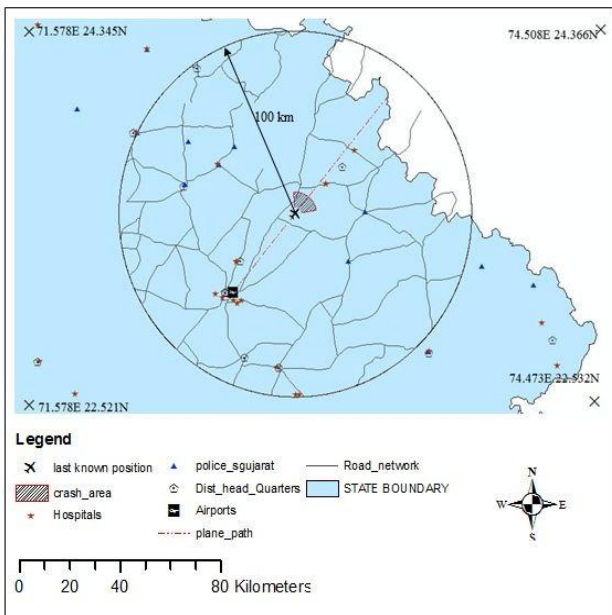 71.578E 24.345N
74.508E 24.366N
100 km
74.473E 22.532N
71.578E 22.521N
Legend
last known position
police_sgujarat
Road_network
crash_area
Dist_head_Quarters
STATE BOUNDARY
Hospitals
Airports
plane_path
N
W
E
S
0 20 40 80 Kilometers